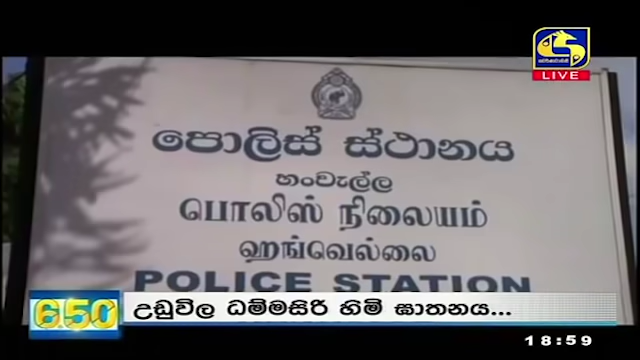 LIVE
පොලිස් ස්ථානය
හංවැල්ල
பொலிஸ் நிலையம்
ஹங்வெல்லை
POLICE STATION
6.50
උඩුවිල ධම්මසිරි හිමි ඝාතනය...
18:59